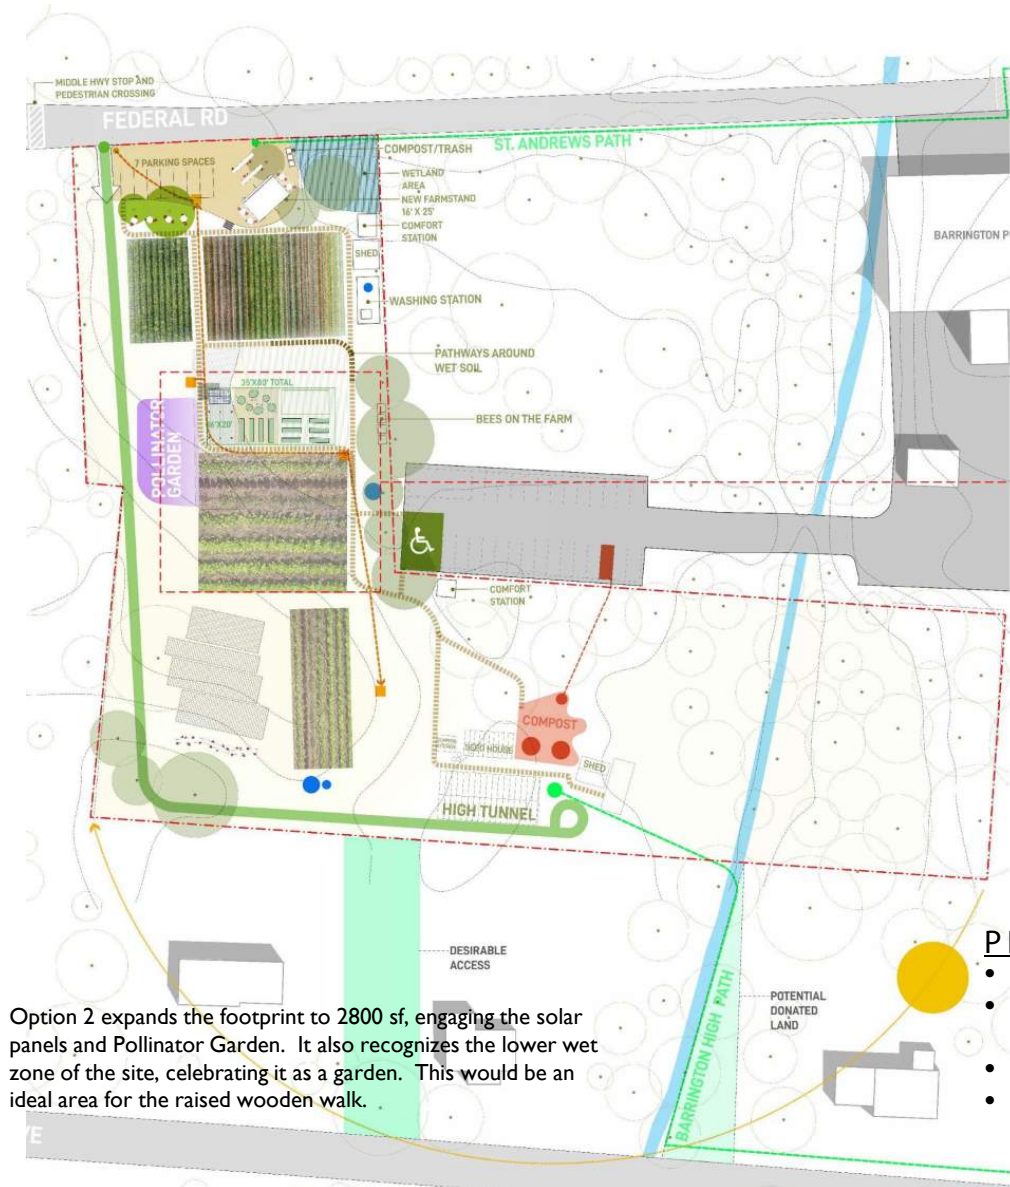 MIDDLE HWY STOP AND
PEDESTRIAN CROSSING
FEDERAL RD
ST. ANDREWS PATH
7 PARKING SPACES
COMPOST/TRASH
WETLAND
AREA
NEW FARMSTAND
16' X 25'
COMFORT
STATION
BARRINGTON P
SHED
WASHING STATION
PATHWAYS AROUND
WET SOIL
35'X80' TOTAL
BEES ON THE FARM
POLLINATOR
GARDEN
COMFORT
STATION
COMPOST
HOOP HOUSE
SHED
HIGH TUNNEL
DESIRABLE
ACCESS
POTENTIAL
DONATED
LAND
BARRINGTON HIGH PATH
Option 2 expands the footprint to 2800 sf, engaging the solar
panels and Pollinator Garden. It also recognizes the lower wet
zone of the site, celebrating it as a garden. This would be an
ideal area for the raised wooden walk.
•
•
•
•
VE